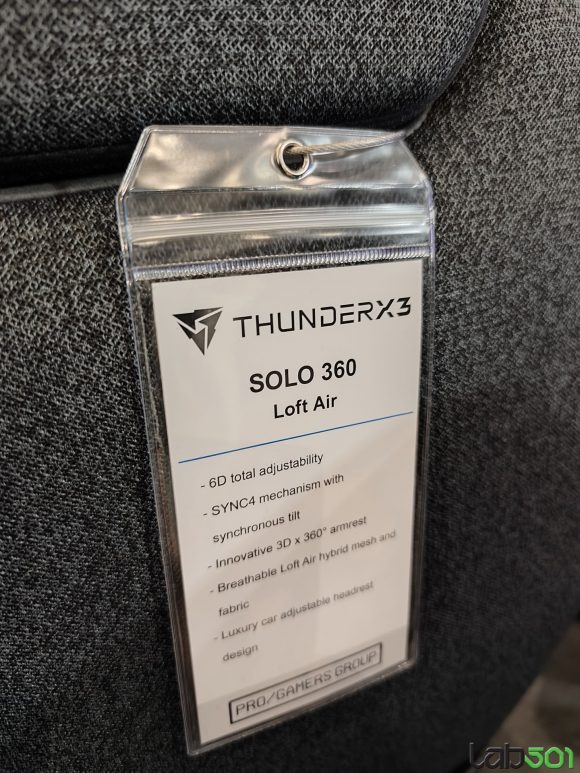 THUNDERX3
SOLO 360
Loft Air
- 6D total adjustability
- SYNC4 mechanism with
synchronous tilt
- Innovative 3D x 360° armrest
- Breathable Loft Air hybrid mesh and
fabric
- Luxury car adjustable headrest
design
PRO/GAMERS GROUP
lab501